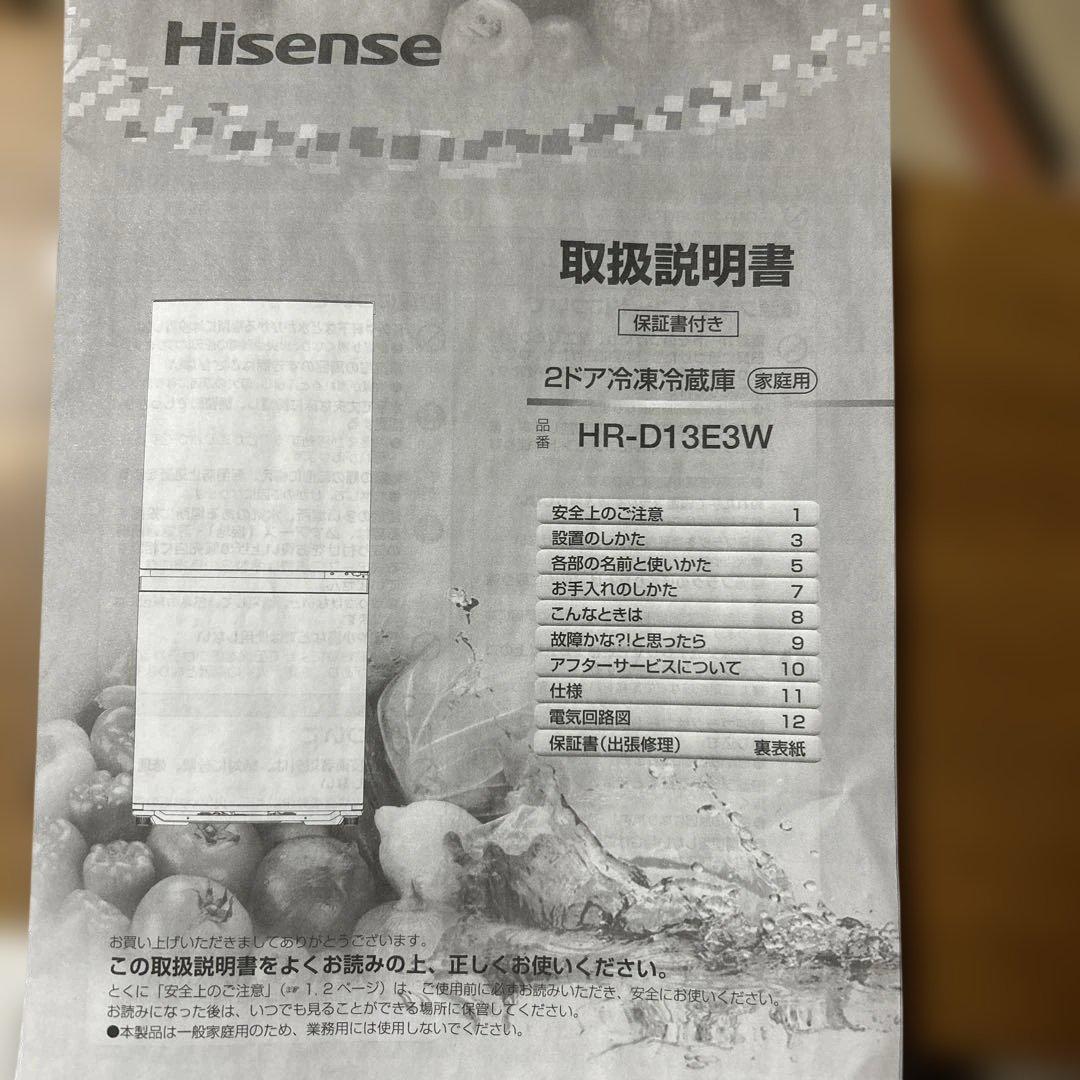 Hisense
取扱説明書
保証書付き
2ドア冷凍冷蔵庫 家庭用
品番 HR-D13E3W
安全上のご注意 1
設置のしかた 3
各部の名前と使いかた 5
お手入れのしかた 7
こんなときは 8
故障かな?!と思ったら 9
アフターサービスについて 10
仕様 11
電気回路図 12
保証書(出張修理) 裏表紙
お買い上げいただきましてありがとうございます。
この取扱説明書をよくお読みの上、正しくお使いください。
とくに「安全上のご注意」(☞ 1, 2ページ)は、ご使用前に必ずお読みいただき、安全にお使いください。
お読みになった後は、いつでも見ることができる場所に保管してください。
●本製品は一般家庭用のため、業務用には使用しないでください。